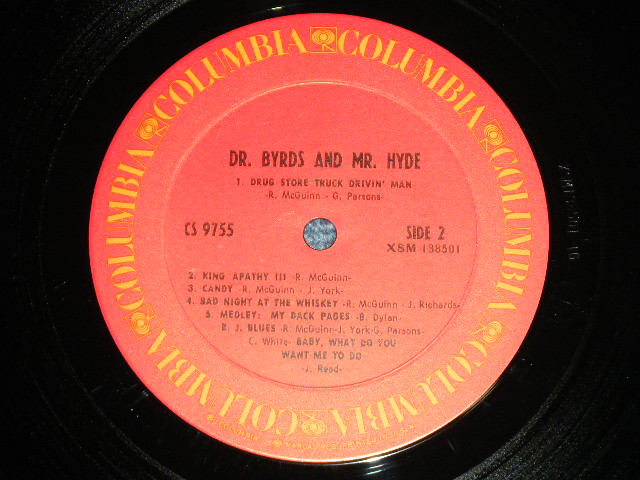 COLUMBIA COLUMBIA COLUMBIA COLUMBIA COLUMBIA COLUMBIA
DR. BYRDS AND MR. HYDE
1. DRUG STORE TRUCK DRIVIN' MAN
-R. McGuinn - G. Parsons-
CS 9755
SIDE 2
XSM 138501
2. KING APATHY III -R. McGuinn-
3. CANDY -R. McGuinn - J. York-
4. BAD NIGHT AT THE WHISKEY -R. McGuinn - J. Richards-
5. MEDLEY: MY BACK PAGES -B. Dylan-
B. J. BLUES -R. McGuinn-J. York-G. Parsons-
C. White- BABY, WHAT DO YOU
WANT ME TO DO
-J. Reed-